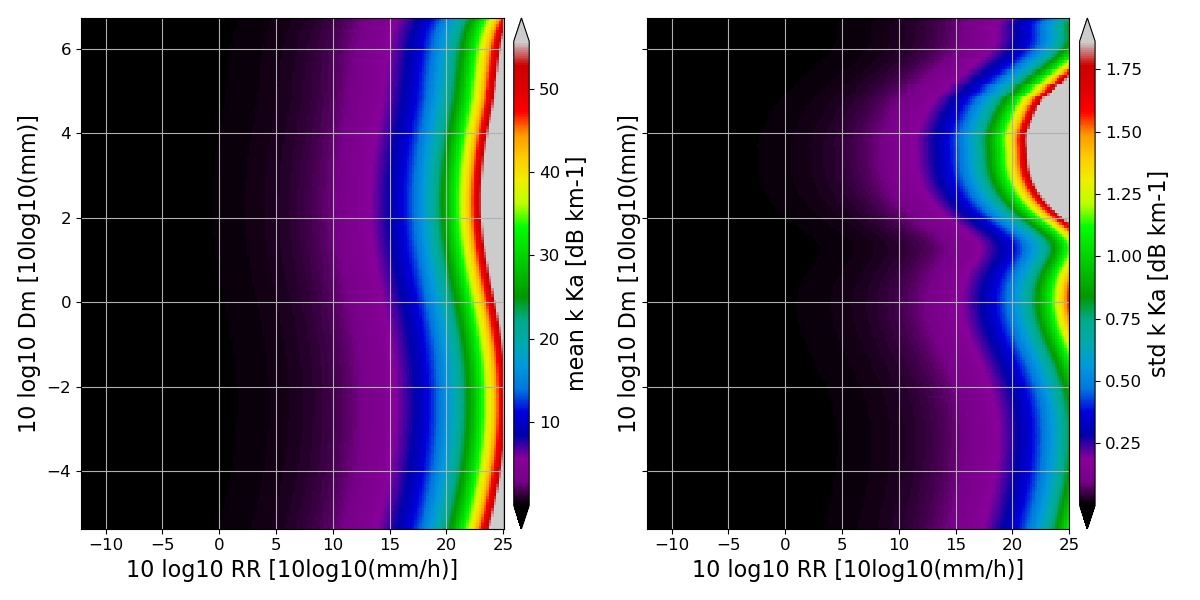 10 log10 Dm [10log10(mm)]
6
4
2
0
−2
−4
−10 −5 0 5 10 15 20 25
10 log10 RR [10log10(mm/h)]
50
40
30
20
10
mean k Ka [dB km-1]
10 log10 Dm [10log10(mm)]
−10 −5 0 5 10 15 20 25
10 log10 RR [10log10(mm/h)]
1.75
1.50
1.25
1.00
0.75
0.50
0.25
std k Ka [dB km-1]